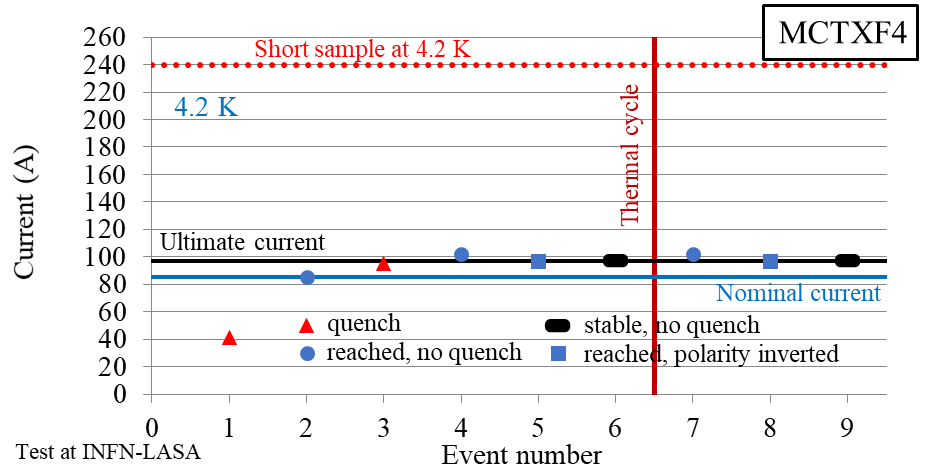 MCTXF4
260
240
220
200
180
160
140
120
100
80
60
40
20
0
Current (A)
Short sample at 4.2 K
4.2 K
Thermal cycle
Ultimate current
Nominal current
quench
stable, no quench
reached, no quench
reached, polarity inverted
0 1 2 3 4 5 6 7 8 9
Event number
Test at INFN-LASA